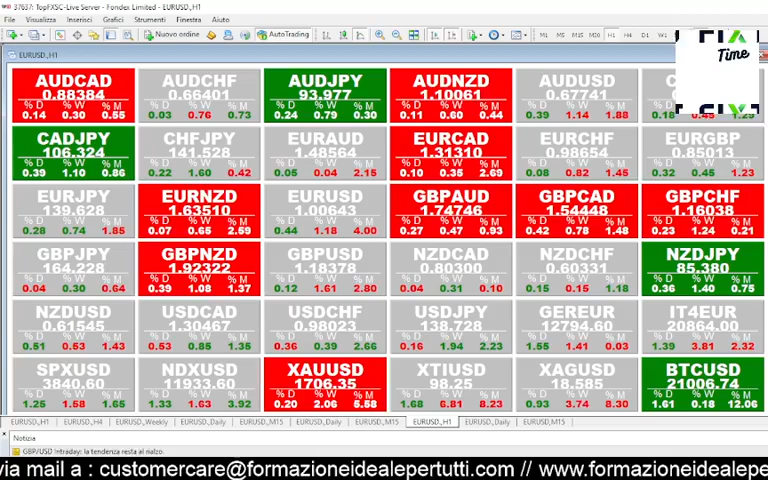 37637: TopFXSC-Live Server - Fondex Limited - EURUSD.,H1
File Visualizza Inserisci Grafici Strumenti Finestra Aiuto
Nuovo ordine AutoTrading M1 M5 M15 M30 H1 H4
EURUSD.,H1
Time
AUDCAD AUDCHF AUDJPY AUDNZD AUDUSD
0.88384 0.66401 93.977 1.10061 0.67741
% D % W % M % D % W % M % D % W % M % D % W % M % D % W % M
0.14 0.30 0.55 0.03 0.76 0.73 0.24 0.79 0.30 0.11 0.60 0.44 0.39 1.14 1.88
CADJPY CHFJPY EURAUD EURCAD EURCHF EURGBP
106.324 141.528 1.48564 1.31310 0.98654 0.85013
% D % W % M % D % W % M % D % W % M % D % W % M % D % W % M % D % W % M
0.39 1.10 0.86 0.22 1.60 0.42 0.05 0.04 2.15 0.10 0.35 2.69 0.08 0.82 1.45 0.32 0.45 1.23
EURJPY EURNZD EURUSD GBPAUD GBPCAD GBPCHF
139.628 1.63510 1.00643 1.74746 1.54448 1.16038
% D % W % M % D % W % M % D % W % M % D % W % M % D % W % M % D % W % M
0.28 0.74 1.85 0.07 0.65 2.59 0.44 1.18 4.00 0.27 0.47 0.93 0.42 0.78 1.48 0.23 1.24 0.21
GBPJPY GBPNZD GBPUSD NZDCAD NZDCHF NZDJPY
164.228 1.92322 1.18378 0.80300 0.60331 85.380
% D % W % M % D % W % M % D % W % M % D % W % M % D % W % M % D % W % M
0.04 0.30 0.64 0.39 1.08 1.37 0.12 1.61 2.80 0.04 0.31 0.10 0.15 0.15 1.18 0.36 1.40 0.75
NZDUSD USDCAD USDCHF USDJPY GEREUR IT4EUR
0.61545 1.30467 0.98023 138.728 12794.60 20864.00
% D % W % M % D % W % M % D % W % M % D % W % M % D % W % M % D % W % M
0.51 0.53 1.43 0.53 0.85 1.35 0.36 0.39 2.66 0.16 1.94 2.23 1.55 1.41 0.03 1.39 3.81 2.32
SPXUSD NDXUSD XAUUSD XTIUSD XAGUSD BTCUSD
3840.60 11933.60 1706.35 98.25 18.585 21006.74
% D % W % M % D % W % M % D % W % M % D % W % M % D % W % M % D % W % M
1.25 1.58 1.65 1.33 1.63 3.92 0.20 2.06 5.58 1.68 6.81 8.23 0.93 3.74 8.30 1.61 0.18 12.06
EURUSD.,H1 EURUSD.,H4 EURUSD.,Weekly EURUSD.,Daily EURUSD.,M15 EURUSD.,Daily EURUSD.,M15 EURUSD.,H1 EURUSD.,Daily EURUSD.,M15
Notizia
GBP/USD Intraday: la tendenza resta al rialzo.
via mail a : customercare@formazioneidealepertutti.com // www.formazioneidealepe